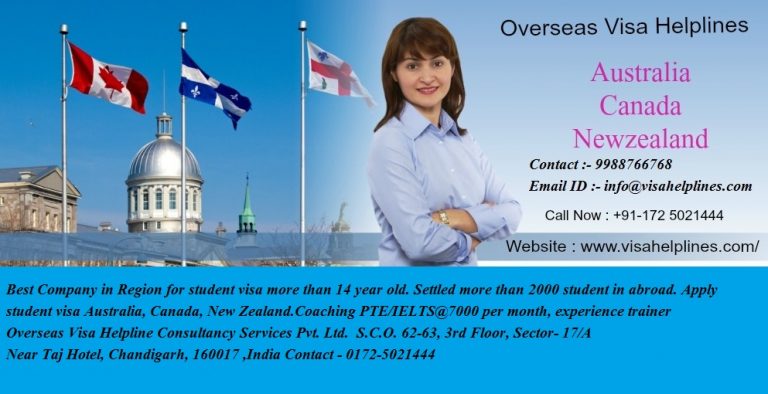 Overseas Visa Helplines
Australia
Canada
Newzealand
Contact :- 9988766768
Email ID :- info@visahelplines.com
Call Now : +91-172 5021444
Website : www.visahelplines.com/
Best Company in Region for student visa more than 14 year old. Settled more than 2000 student in abroad. Apply
student visa Australia, Canada, New Zealand.Coaching PTE/IELTS@7000 per month, experience trainer
Overseas Visa Helpline Consultancy Services Pvt. Ltd. S.C.O. 62-63, 3rd Floor, Sector- 17/A
Near Taj Hotel, Chandigarh, 160017 ,India Contact - 0172-5021444